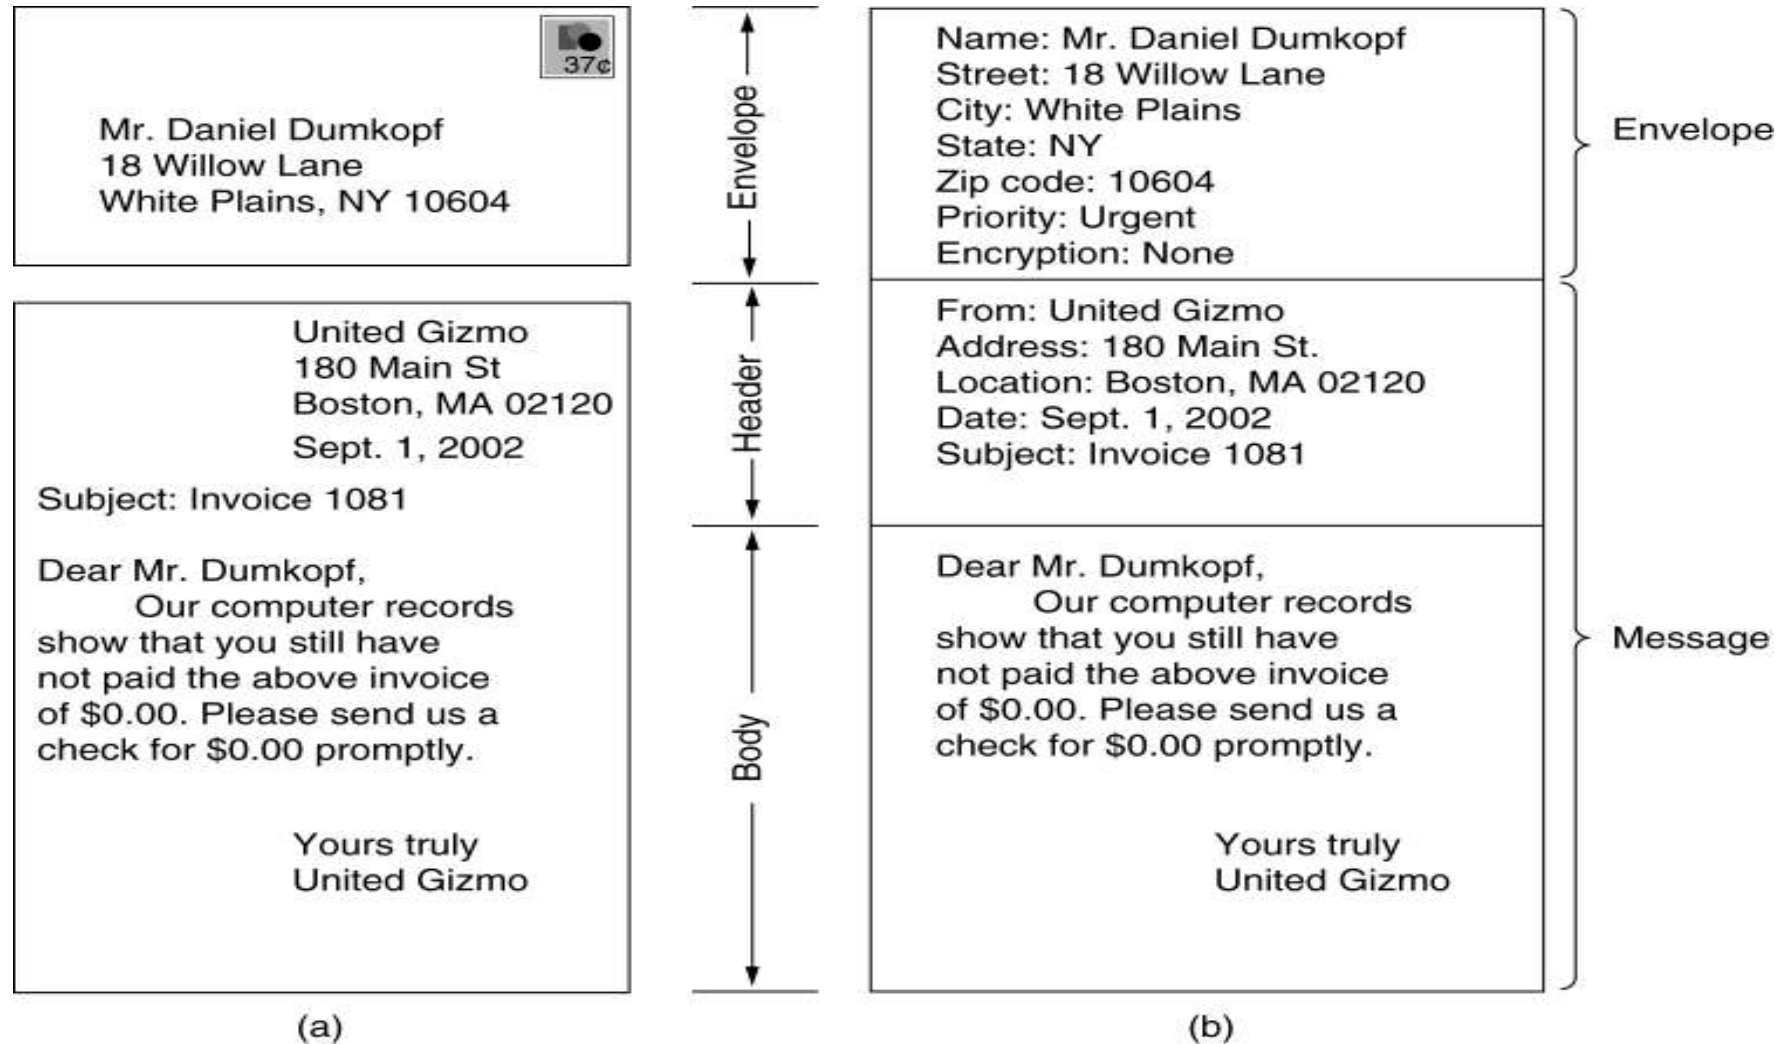 37¢
Mr. Daniel Dumkopf
18 Willow Lane
White Plains, NY 10604
United Gizmo
180 Main St
Boston, MA 02120
Sept. 1, 2002
Subject: Invoice 1081
Dear Mr. Dumkopf,
Our computer records
show that you still have
not paid the above invoice
of $0.00. Please send us a
check for $0.00 promptly.
Yours truly
United Gizmo
(a)
Envelope
Header
Body
Name: Mr. Daniel Dumkopf
Street: 18 Willow Lane
City: White Plains
State: NY
Zip code: 10604
Priority: Urgent
Encryption: None
From: United Gizmo
Address: 180 Main St.
Location: Boston, MA 02120
Date: Sept. 1, 2002
Subject: Invoice 1081
Dear Mr. Dumkopf,
Our computer records
show that you still have
not paid the above invoice
of $0.00. Please send us a
check for $0.00 promptly.
Yours truly
United Gizmo
(b)
Envelope
Message